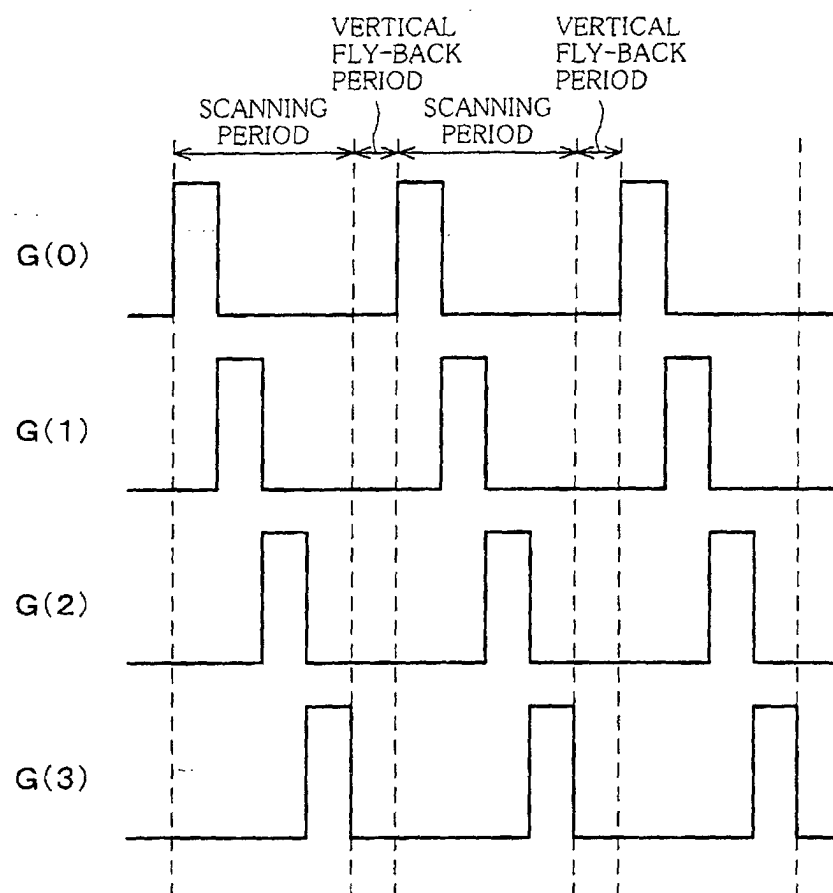 VERTICAL
FLY-BACK
PERIOD
VERTICAL
FLY-BACK
PERIOD
SCANNING
PERIOD
SCANNING
PERIOD
G(0)
G(1)
G(2)
G(3)